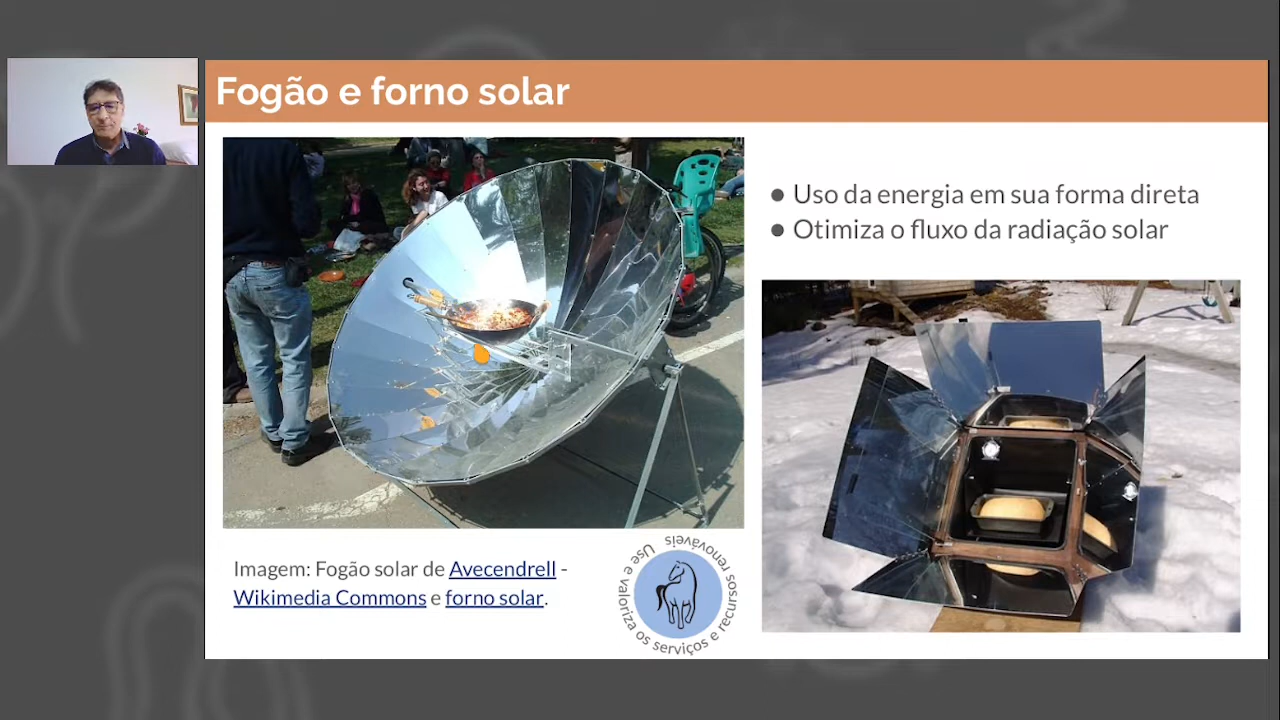 Fogão e forno solar
● Uso da energia em sua forma direta
● Otimiza o fluxo da radiação solar
Imagem: Fogão solar de Avecendrell -
Wikimedia Commons e forno solar.
Use e valoriza os serviços e recursos renováveis